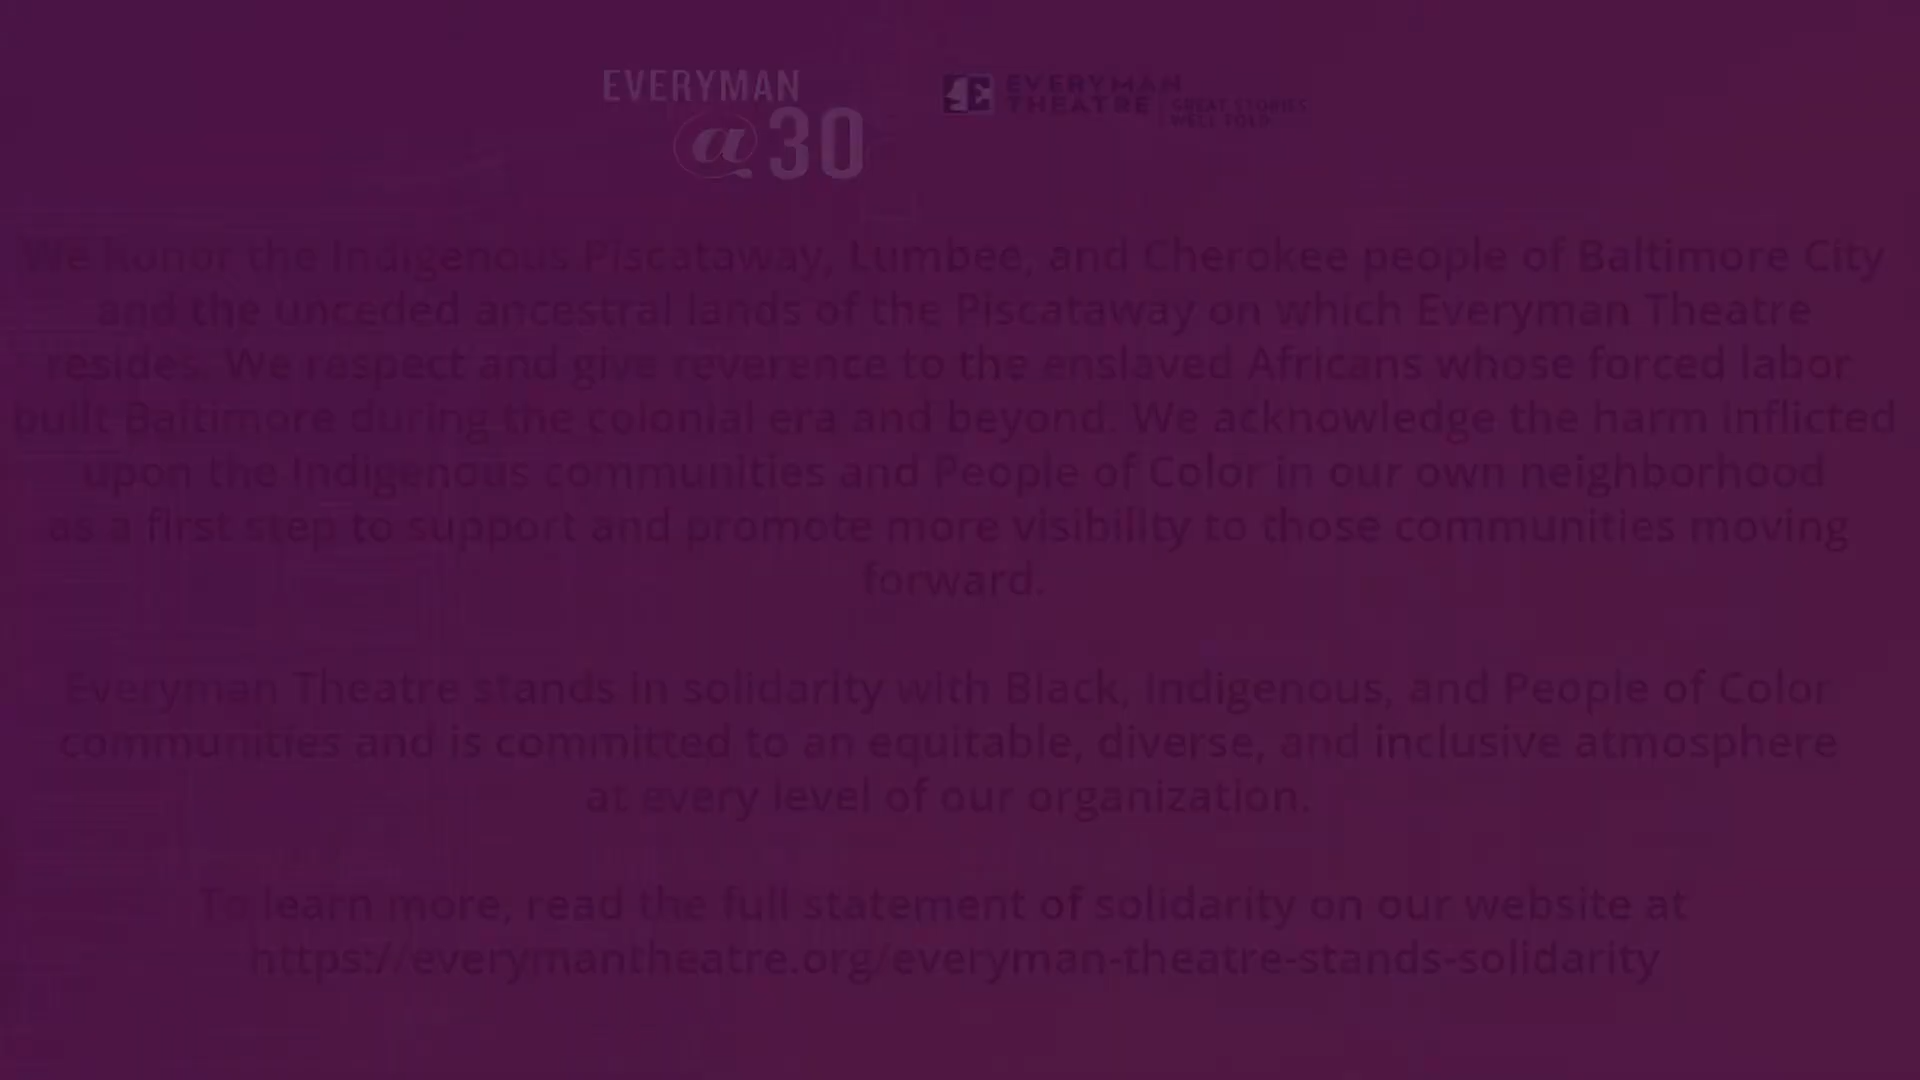 EVERYMAN
@30
EVERYMAN
THEATRE
GREAT STORIES
WELL TOLD
We honor the Indigenous Piscataway, Lumbee, and Cherokee people of Baltimore City
and the unceded ancestral lands of the Piscataway on which Everyman Theatre
resides. We respect and give reverence to the enslaved Africans whose forced labor
built Baltimore during the colonial era and beyond. We acknowledge the harm inflicted
upon the Indigenous communities and People of Color in our own neighborhood
as a first step to support and promote more visibility to those communities moving
forward.
Everyman Theatre stands in solidarity with Black, Indigenous, and People of Color
communities and is committed to an equitable, diverse, and inclusive atmosphere
at every level of our organization.
To learn more, read the full statement of solidarity on our website at
https://everymantheatre.org/everyman-theatre-stands-solidarity